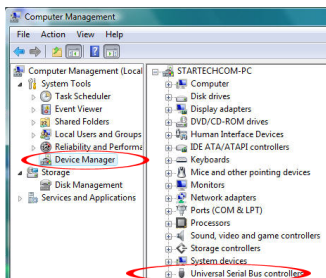 Computer Management
File Action View Help
Computer Management (Local
System Tools
Task Scheduler
Event Viewer
Shared Folders
Local Users and Groups
Reliability and Performa
Device Manager
Storage
Disk Management
Services and Applications
STARTECHCOM-PC
Computer
Disk drives
Display adapters
DVD/CD-ROM drives
Human Interface Devices
IDE ATA/ATAPI controllers
Keyboards
Mice and other pointing devices
Monitors
Network adapters
Ports (COM & LPT)
Processors
Sound, video and game controllers
Storage controllers
System devices
Universal Serial Bus controllers